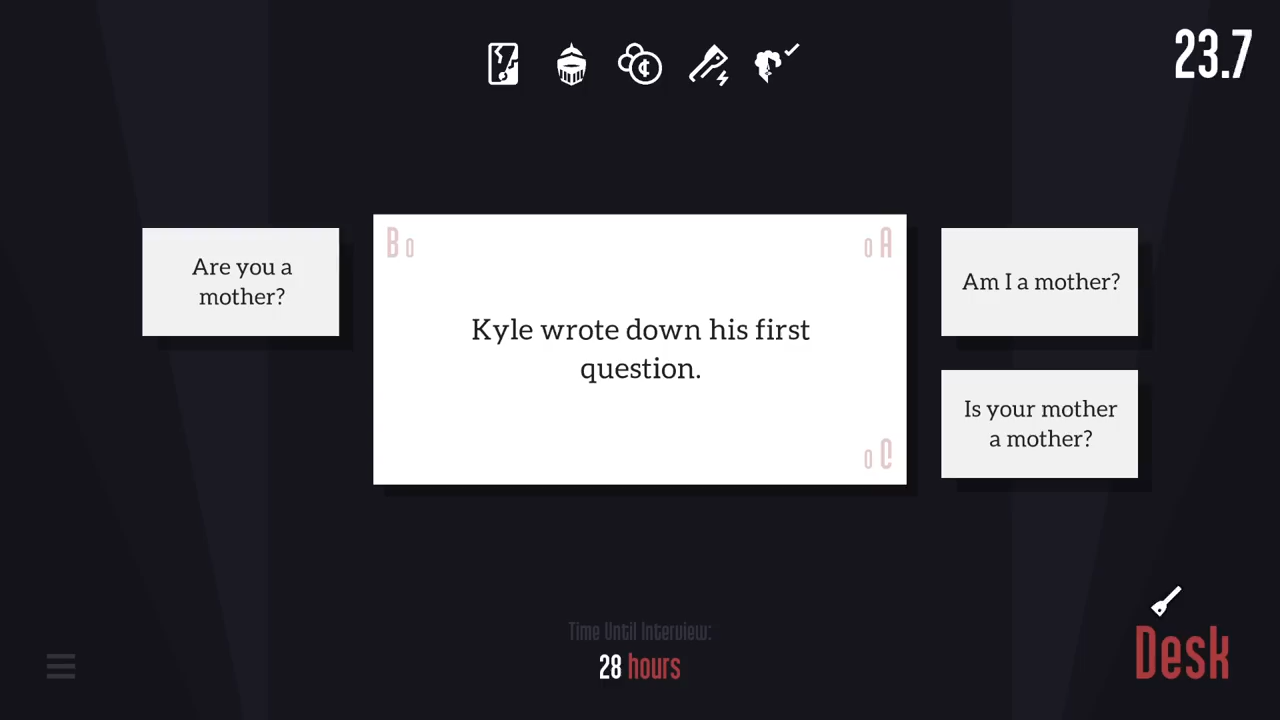 23.7
B 0
0 A
Are you a
mother?
Kyle wrote down his first
question.
Am I a mother?
Is your mother
a mother?
0 C
Time Until Interview:
28 hours
Desk